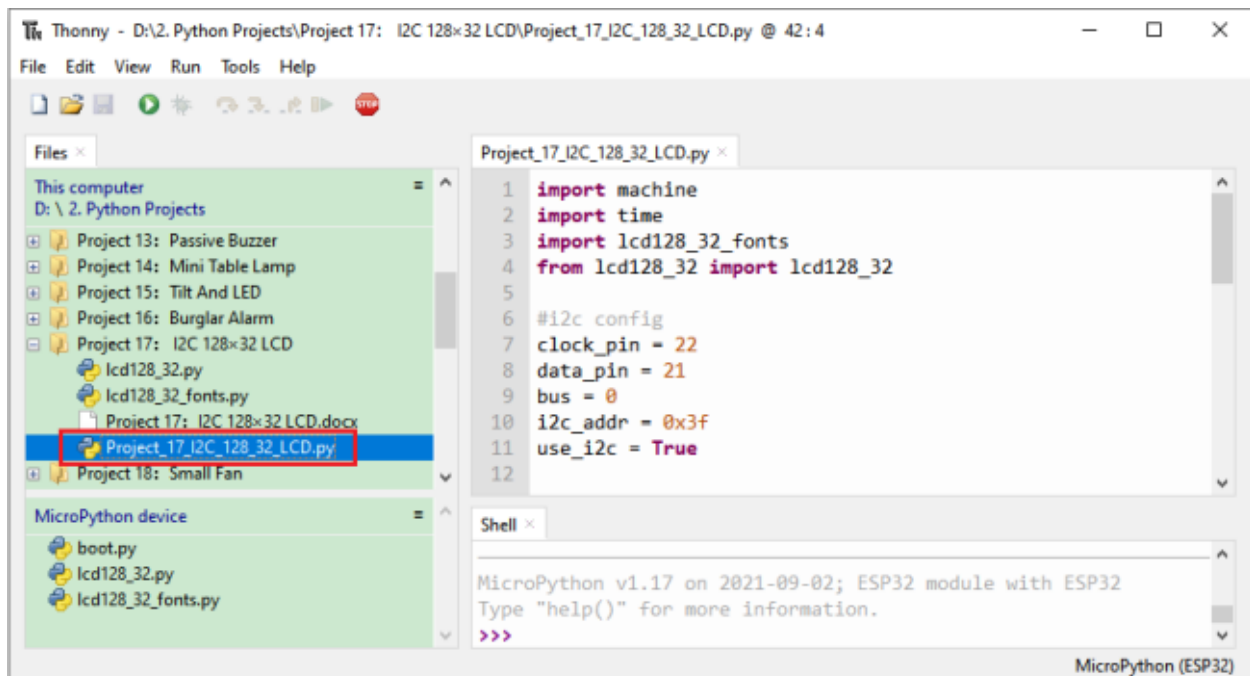 Thonny - D:\2. Python Projects\Project 17： I2C 128×32 LCD\Project_17_I2C_128_32_LCD.py @ 42:4
File Edit View Run Tools Help
STOP
Files
This computer
D: \ 2. Python Projects
Project 13：Passive Buzzer
Project 14：Mini Table Lamp
Project 15：Tilt And LED
Project 16：Burglar Alarm
Project 17： I2C 128×32 LCD
lcd128_32.py
lcd128_32_fonts.py
Project 17：I2C 128×32 LCD.docx
Project_17_I2C_128_32_LCD.py
Project 18：Small Fan
MicroPython device
boot.py
lcd128_32.py
lcd128_32_fonts.py
Project_17_I2C_128_32_LCD.py
1 import machine
2 import time
3 import lcd128_32_fonts
4 from lcd128_32 import lcd128_32
5
6 #i2c config
7 clock_pin = 22
8 data_pin = 21
9 bus = 0
10 i2c_addr = 0x3f
11 use_i2c = True
12
Shell
MicroPython v1.17 on 2021-09-02; ESP32 module with ESP32
Type "help()" for more information.
>>>
MicroPython (ESP32)